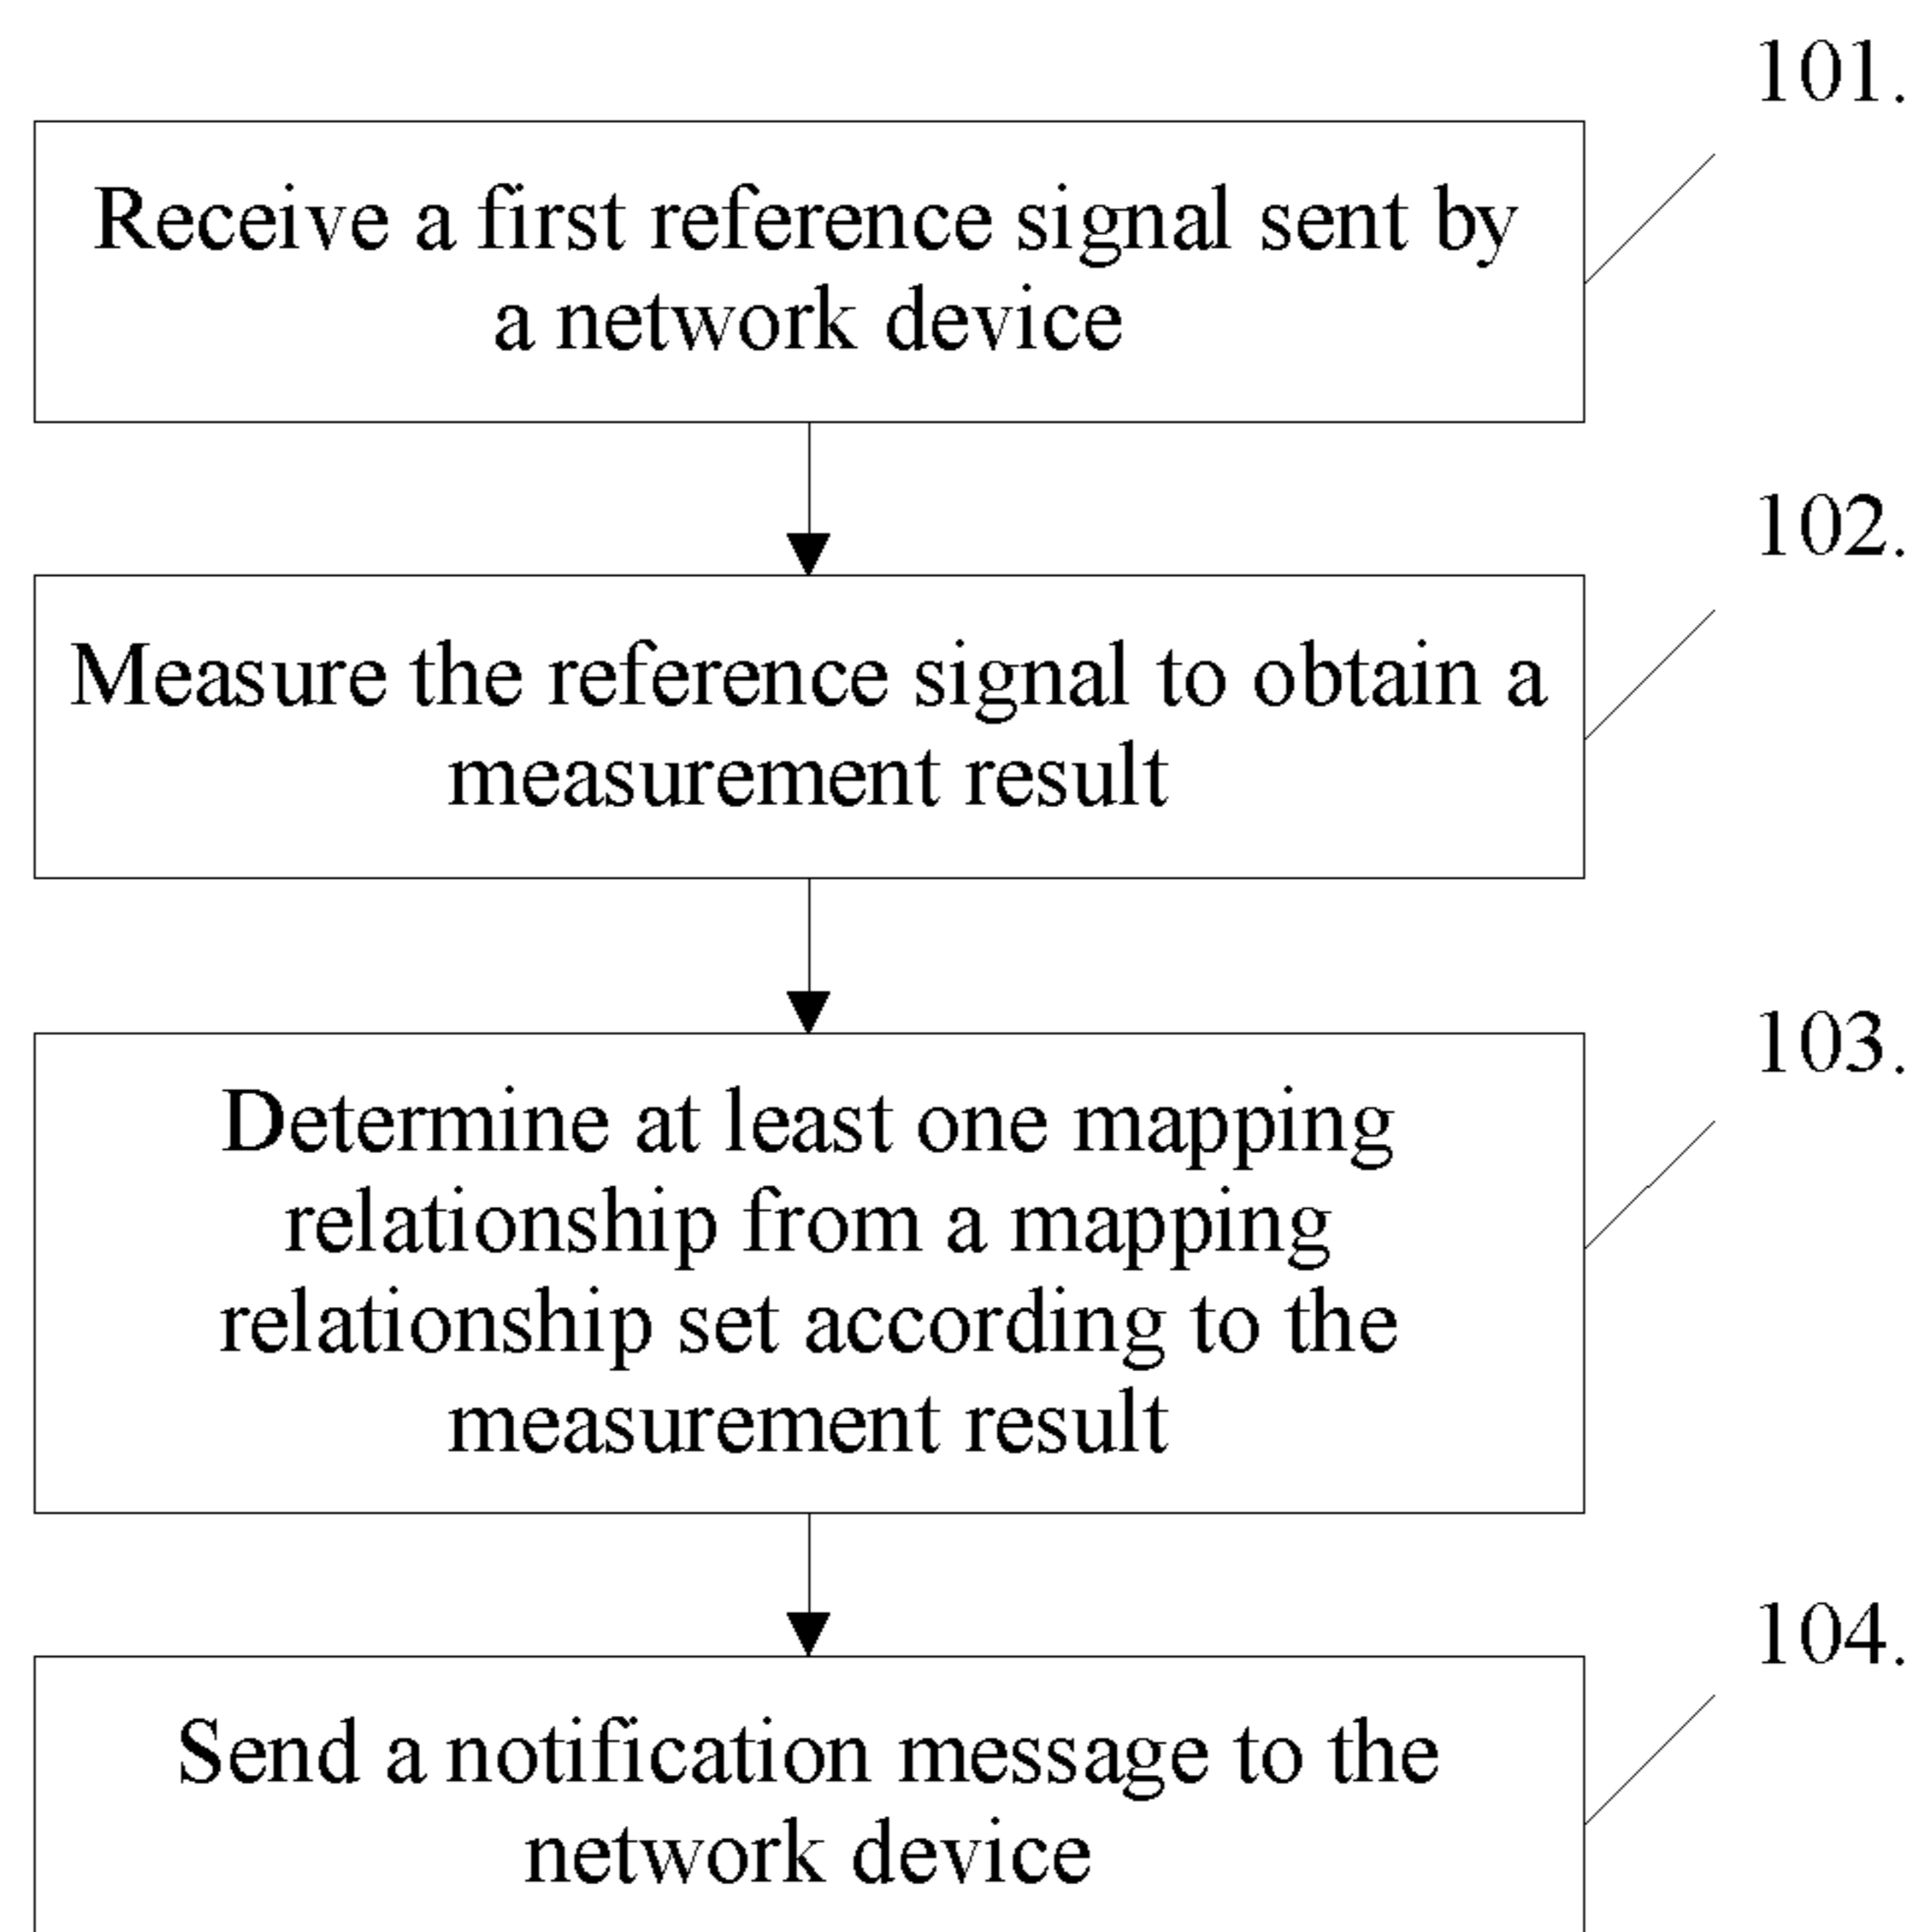 101.
Receive a first reference signal sent by
a network device
102.
Measure the reference signal to obtain a
measurement result
103.
Determine at least one mapping
relationship from a mapping
relationship set according to the
measurement result
104.
Send a notification message to the
network device